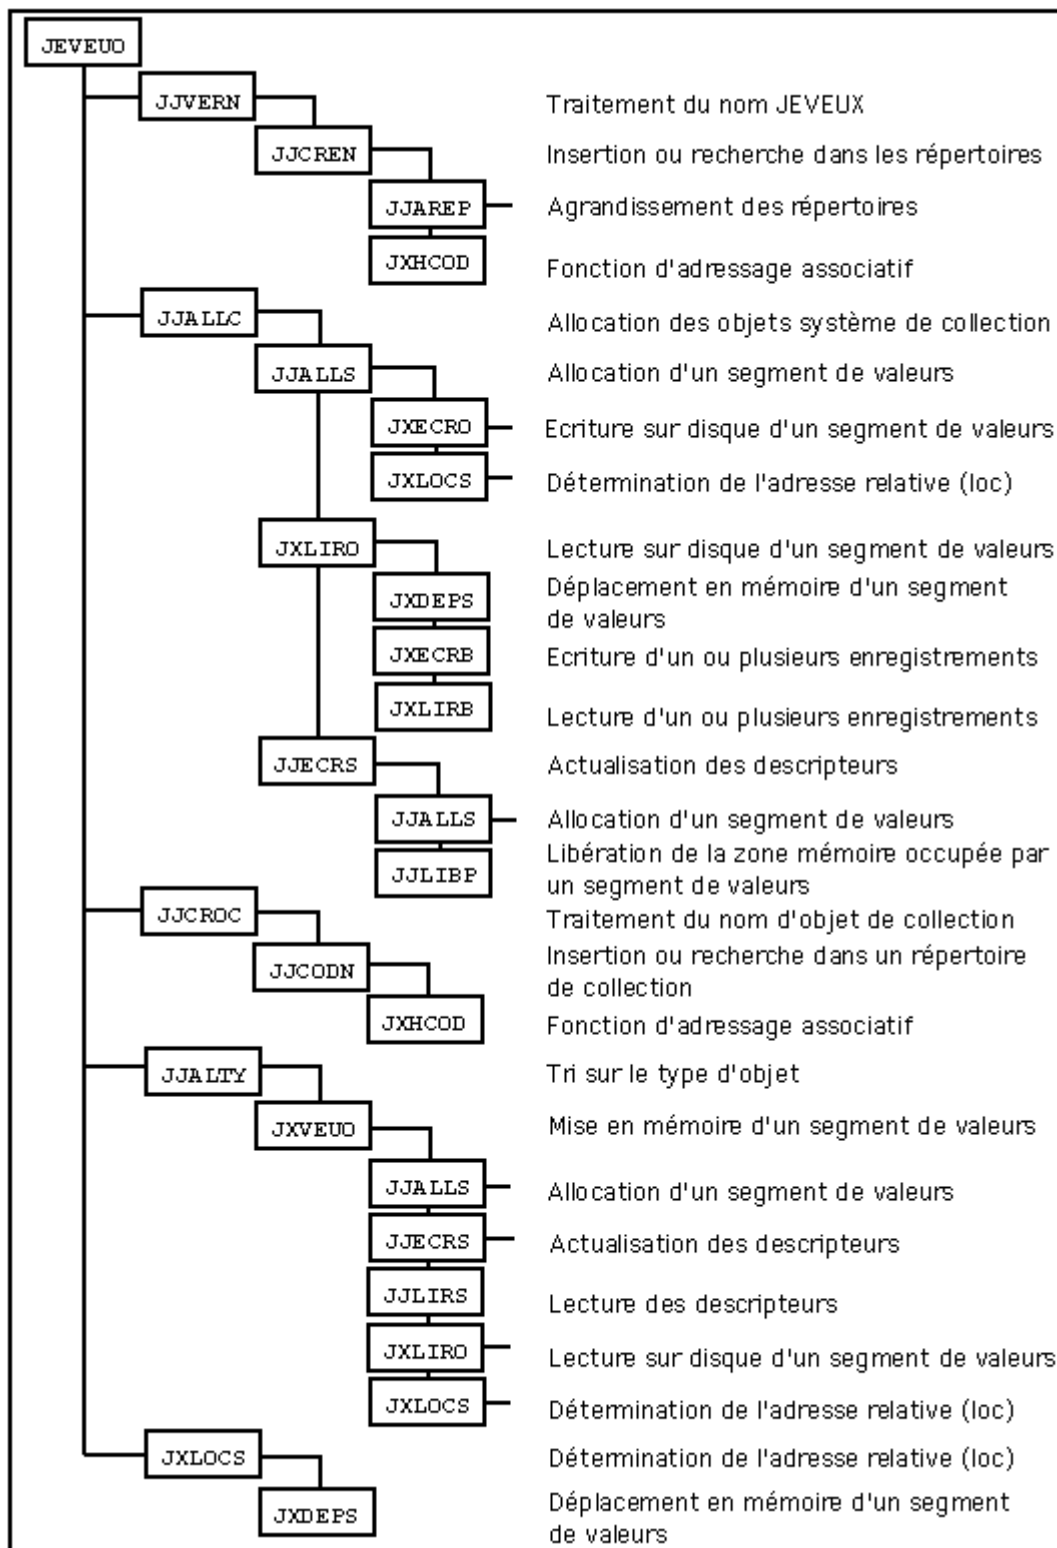 JEVEUO
JJVERN Traitement du nom JEVEUX
JJCREN Insertion ou recherche dans les répertoires
JJAREP Agrandissement des répertoires
JXHCOD Fonction d'adressage associatif
JJALLC Allocation des objets système de collection
JJALLS Allocation d'un segment de valeurs
JXECRO Ecriture sur disque d'un segment de valeurs
JXLOCS Détermination de l'adresse relative (loc)
JXLIRO Lecture sur disque d'un segment de valeurs
JXDEPS Déplacement en mémoire d'un segment
de valeurs
JXECRB Ecriture d'un ou plusieurs enregistrements
JXLIRB Lecture d'un ou plusieurs enregistrements
JJECRS Actualisation des descripteurs
JJALLS Allocation d'un segment de valeurs
JJLIBP Libération de la zone mémoire occupée par
un segment de valeurs
JJCROC Traitement du nom d'objet de collection
JJCODN Insertion ou recherche dans un répertoire
de collection
JXHCOD Fonction d'adressage associatif
JJALTY Tri sur le type d'objet
JXVEUO Mise en mémoire d'un segment de valeurs
JJALLS Allocation d'un segment de valeurs
JJECRS Actualisation des descripteurs
JJLIRS Lecture des descripteurs
JXLIRO Lecture sur disque d'un segment de valeurs
JXLOCS Détermination de l'adresse relative (loc)
JXLOCS Détermination de l'adresse relative (loc)
JXDEPS Déplacement en mémoire d'un segment
de valeurs